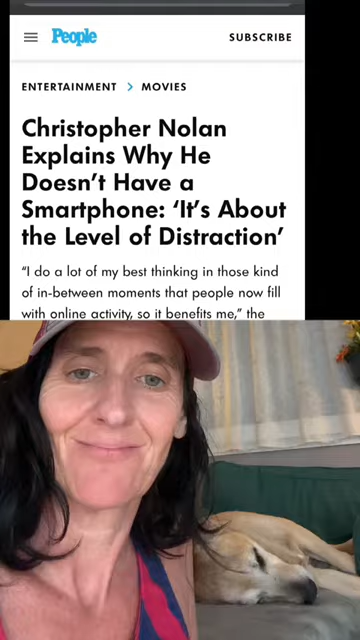 People
SUBSCRIBE
ENTERTAINMENT > MOVIES
Christopher Nolan
Explains Why He
Doesn’t Have a
Smartphone: ‘It’s About
the Level of Distraction’
“I do a lot of my best thinking in those kind
of in-between moments that people now fill
with online activity, so it benefits me,” the